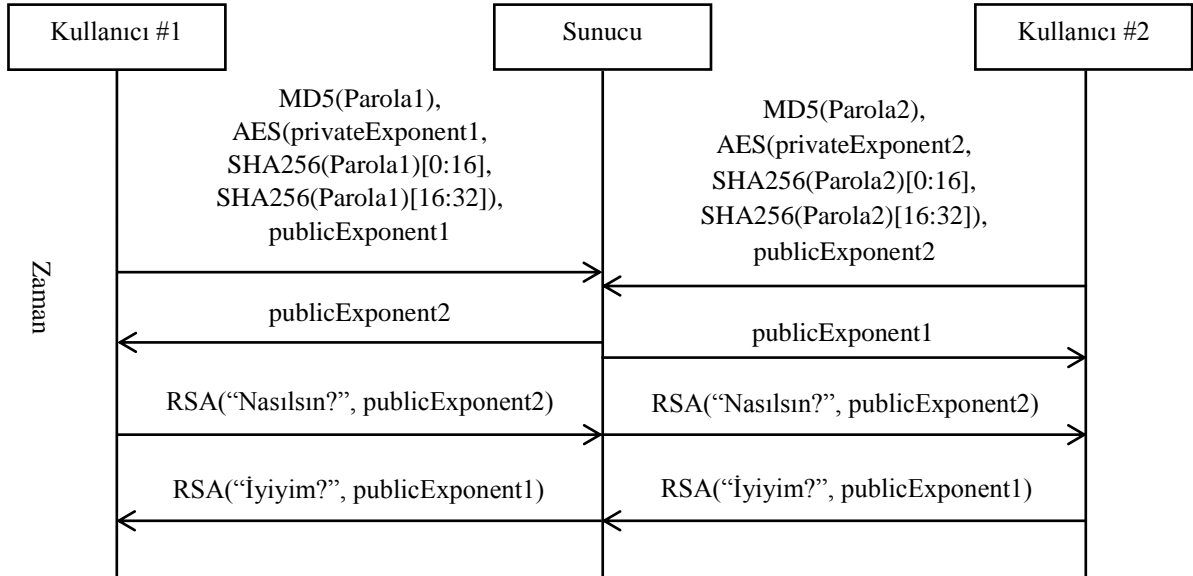 Kullanıcı #1
Sunucu
Kullanıcı #2
MD5(Parola1),
AES(privateExponent1,
SHA256(Parola1)[0:16],
SHA256(Parola1)[16:32]),
publicExponent1
MD5(Parola2),
AES(privateExponent2,
SHA256(Parola2)[0:16],
SHA256(Parola2)[16:32]),
publicExponent2
Zaman
publicExponent2
publicExponent1
RSA(“Nasılsın?”, publicExponent2)
RSA(“Nasılsın?”, publicExponent2)
RSA(“İyiyim?”, publicExponent1)
RSA(“İyiyim?”, publicExponent1)